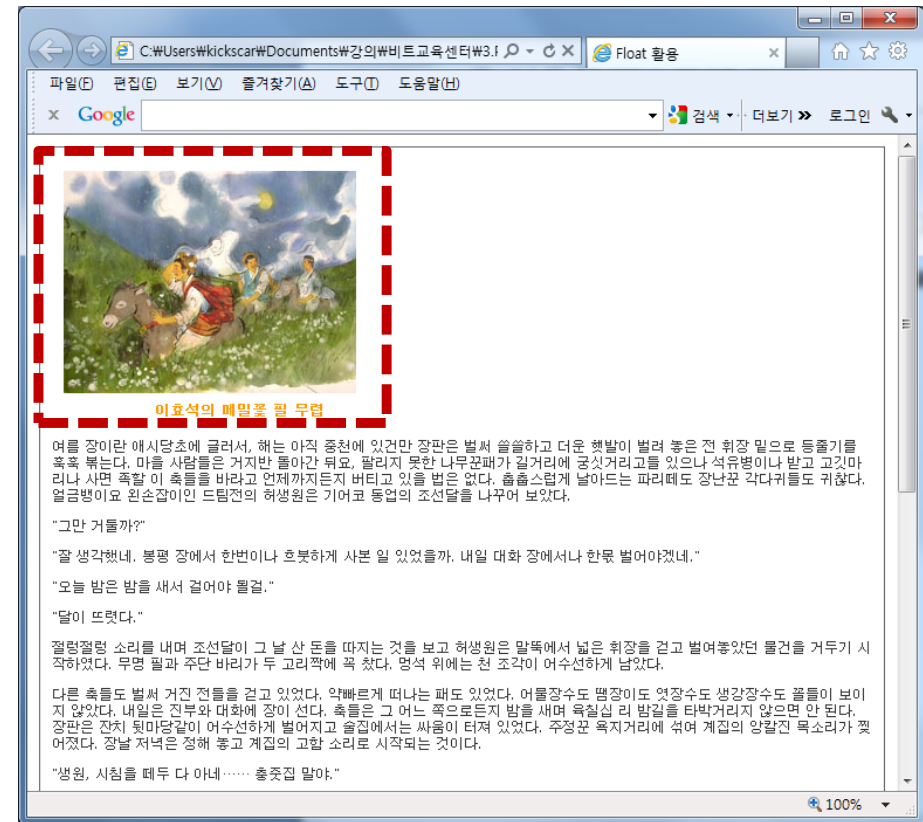 C:₩Users₩kickscar₩Documents₩강의₩비트교육센터₩3.F
Float 활용
파일(F) 편집(E) 보기(V) 즐겨찾기(A) 도구(T) 도움말(H)
x Google 검색 더보기 » 로그인
이효석의 메밀꽃 필 무렵
여름 장이란 애시당초에 글러서, 해는 아직 중천에 있건만 장판은 벌써 쓸쓸하고 더운 햇발이 벌려 놓은 전 휘장 밑으로 등줄기를
훅훅 볶는다. 마을 사람들은 거지반 돌아간 뒤요, 팔리지 못한 나무꾼패가 길거리에 궁싯거리고들 있으나 석유병이나 받고 고깃마
리나 사면 족할 이 축들을 바라고 언제까지든지 버티고 있을 법은 없다. 춥춥스럽게 날아드는 파리떼도 장난꾼 각다귀들도 귀찮다.
얼금뱅이요 왼손잡이인 드팀전의 허생원은 기어코 동업의 조선달을 나꾸어 보았다.
"그만 거둘까?"
"잘 생각했네. 봉평 장에서 한번이나 흐붓하게 사본 일 있었을까. 내일 대화 장에서나 한몫 벌어야겠네."
"오늘 밤은 밤을 새서 걸어야 될걸."
"달이 뜨렷다."
절렁절렁 소리를 내며 조선달이 그 날 산 돈을 따지는 것을 보고 허생원은 말뚝에서 넓은 휘장을 걷고 벌여놓았던 물건을 거두기 시
작하였다. 무명 필과 주단 바리가 두 고리짝에 꼭 찼다. 멍석 위에는 천 조각이 어수선하게 남았다.
다른 축들도 벌써 거진 전들을 걷고 있었다. 약빠르게 떠나는 패도 있었다. 어물장수도 땜장이도 엿장수도 생강장수도 꼴들이 보이
지 않았다. 내일은 진부와 대화에 장이 선다. 축들은 그 어느 쪽으로든지 밤을 새며 육칠십 리 밤길을 타박거리지 않으면 안 된다.
장판은 잔치 뒷마당같이 어수선하게 벌어지고 술집에서는 싸움이 터져 있었다. 주정꾼 욕지거리에 섞여 계집의 앙칼진 목소리가 찢
어졌다. 장날 저녁은 정해 놓고 계집의 고함 소리로 시작되는 것이다.
"생원, 시침을 떼두 다 아네…… 충줏집 말야."
100%